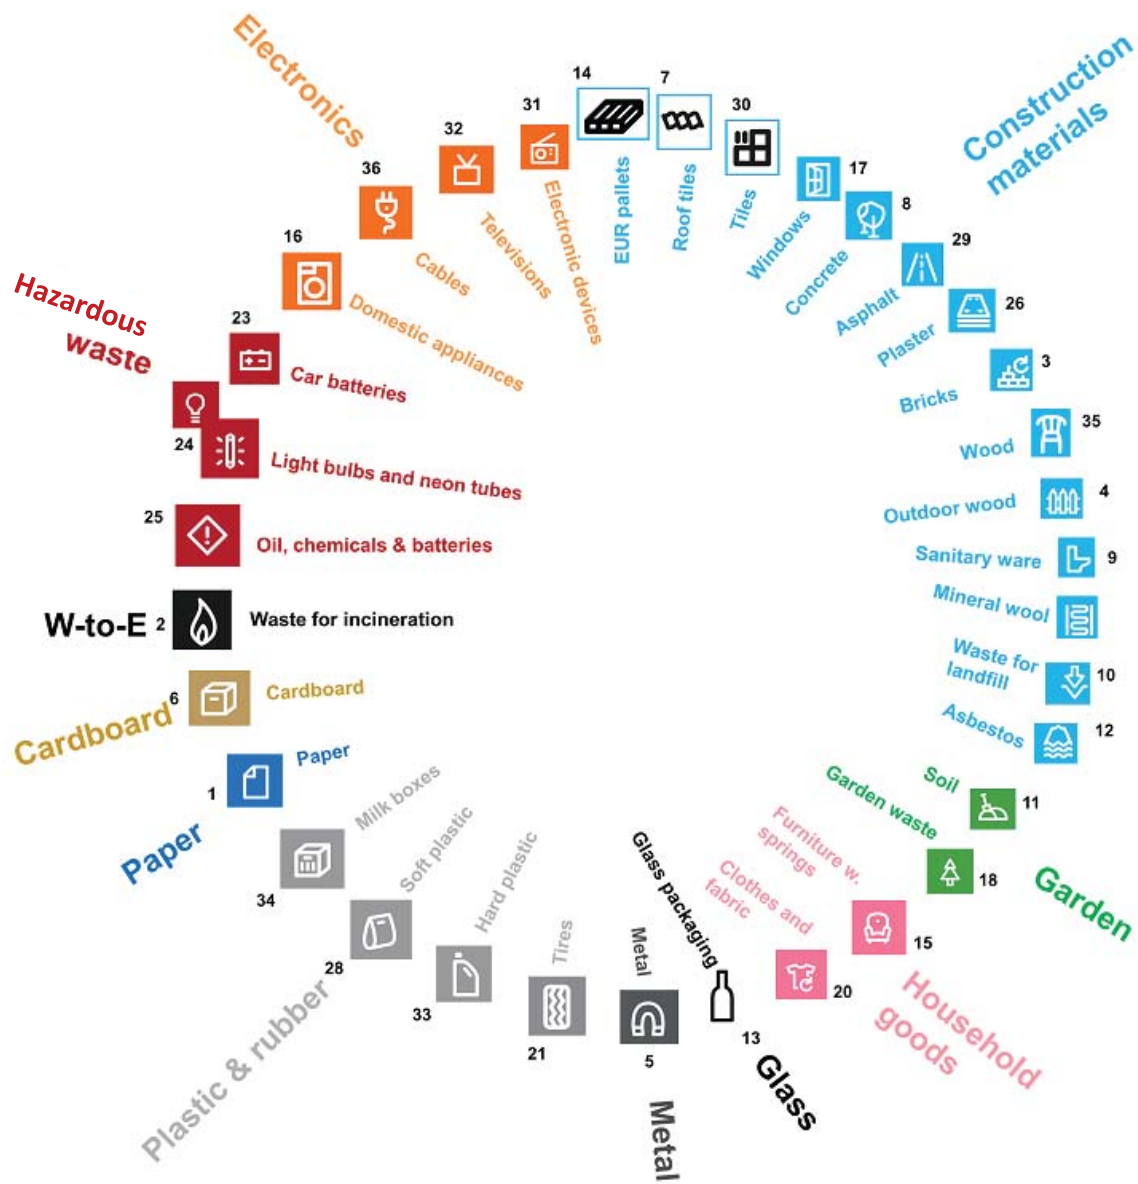 Electronics
Construction
materials
14
7
30
31
32
36
16
17
8
29
26
3
35
4
9
10
12
EUR pallets
Roof tiles
Tiles
Windows
Concrete
Asphalt
Plaster
Bricks
Wood
Outdoor wood
Sanitary ware
Mineral wool
Waste for
landfill
Asbestos
Electronic devices
Televisions
Cables
Domestic appliances
Hazardous
waste
23
Car batteries
24
Light bulbs and neon tubes
25
Oil, chemicals & batteries
W-to-E
2
Waste for incineration
Cardboard
6
Cardboard
Paper
1
Paper
Plastic & rubber
34
Milk boxes
28
Soft plastic
33
Hard plastic
21
Tires
Metal
5
Metal
Glass packaging
13
Glass
Clothes and
fabric
20
Furniture w.
springs
15
Household
goods
Garden waste
18
Soil
11
Garden